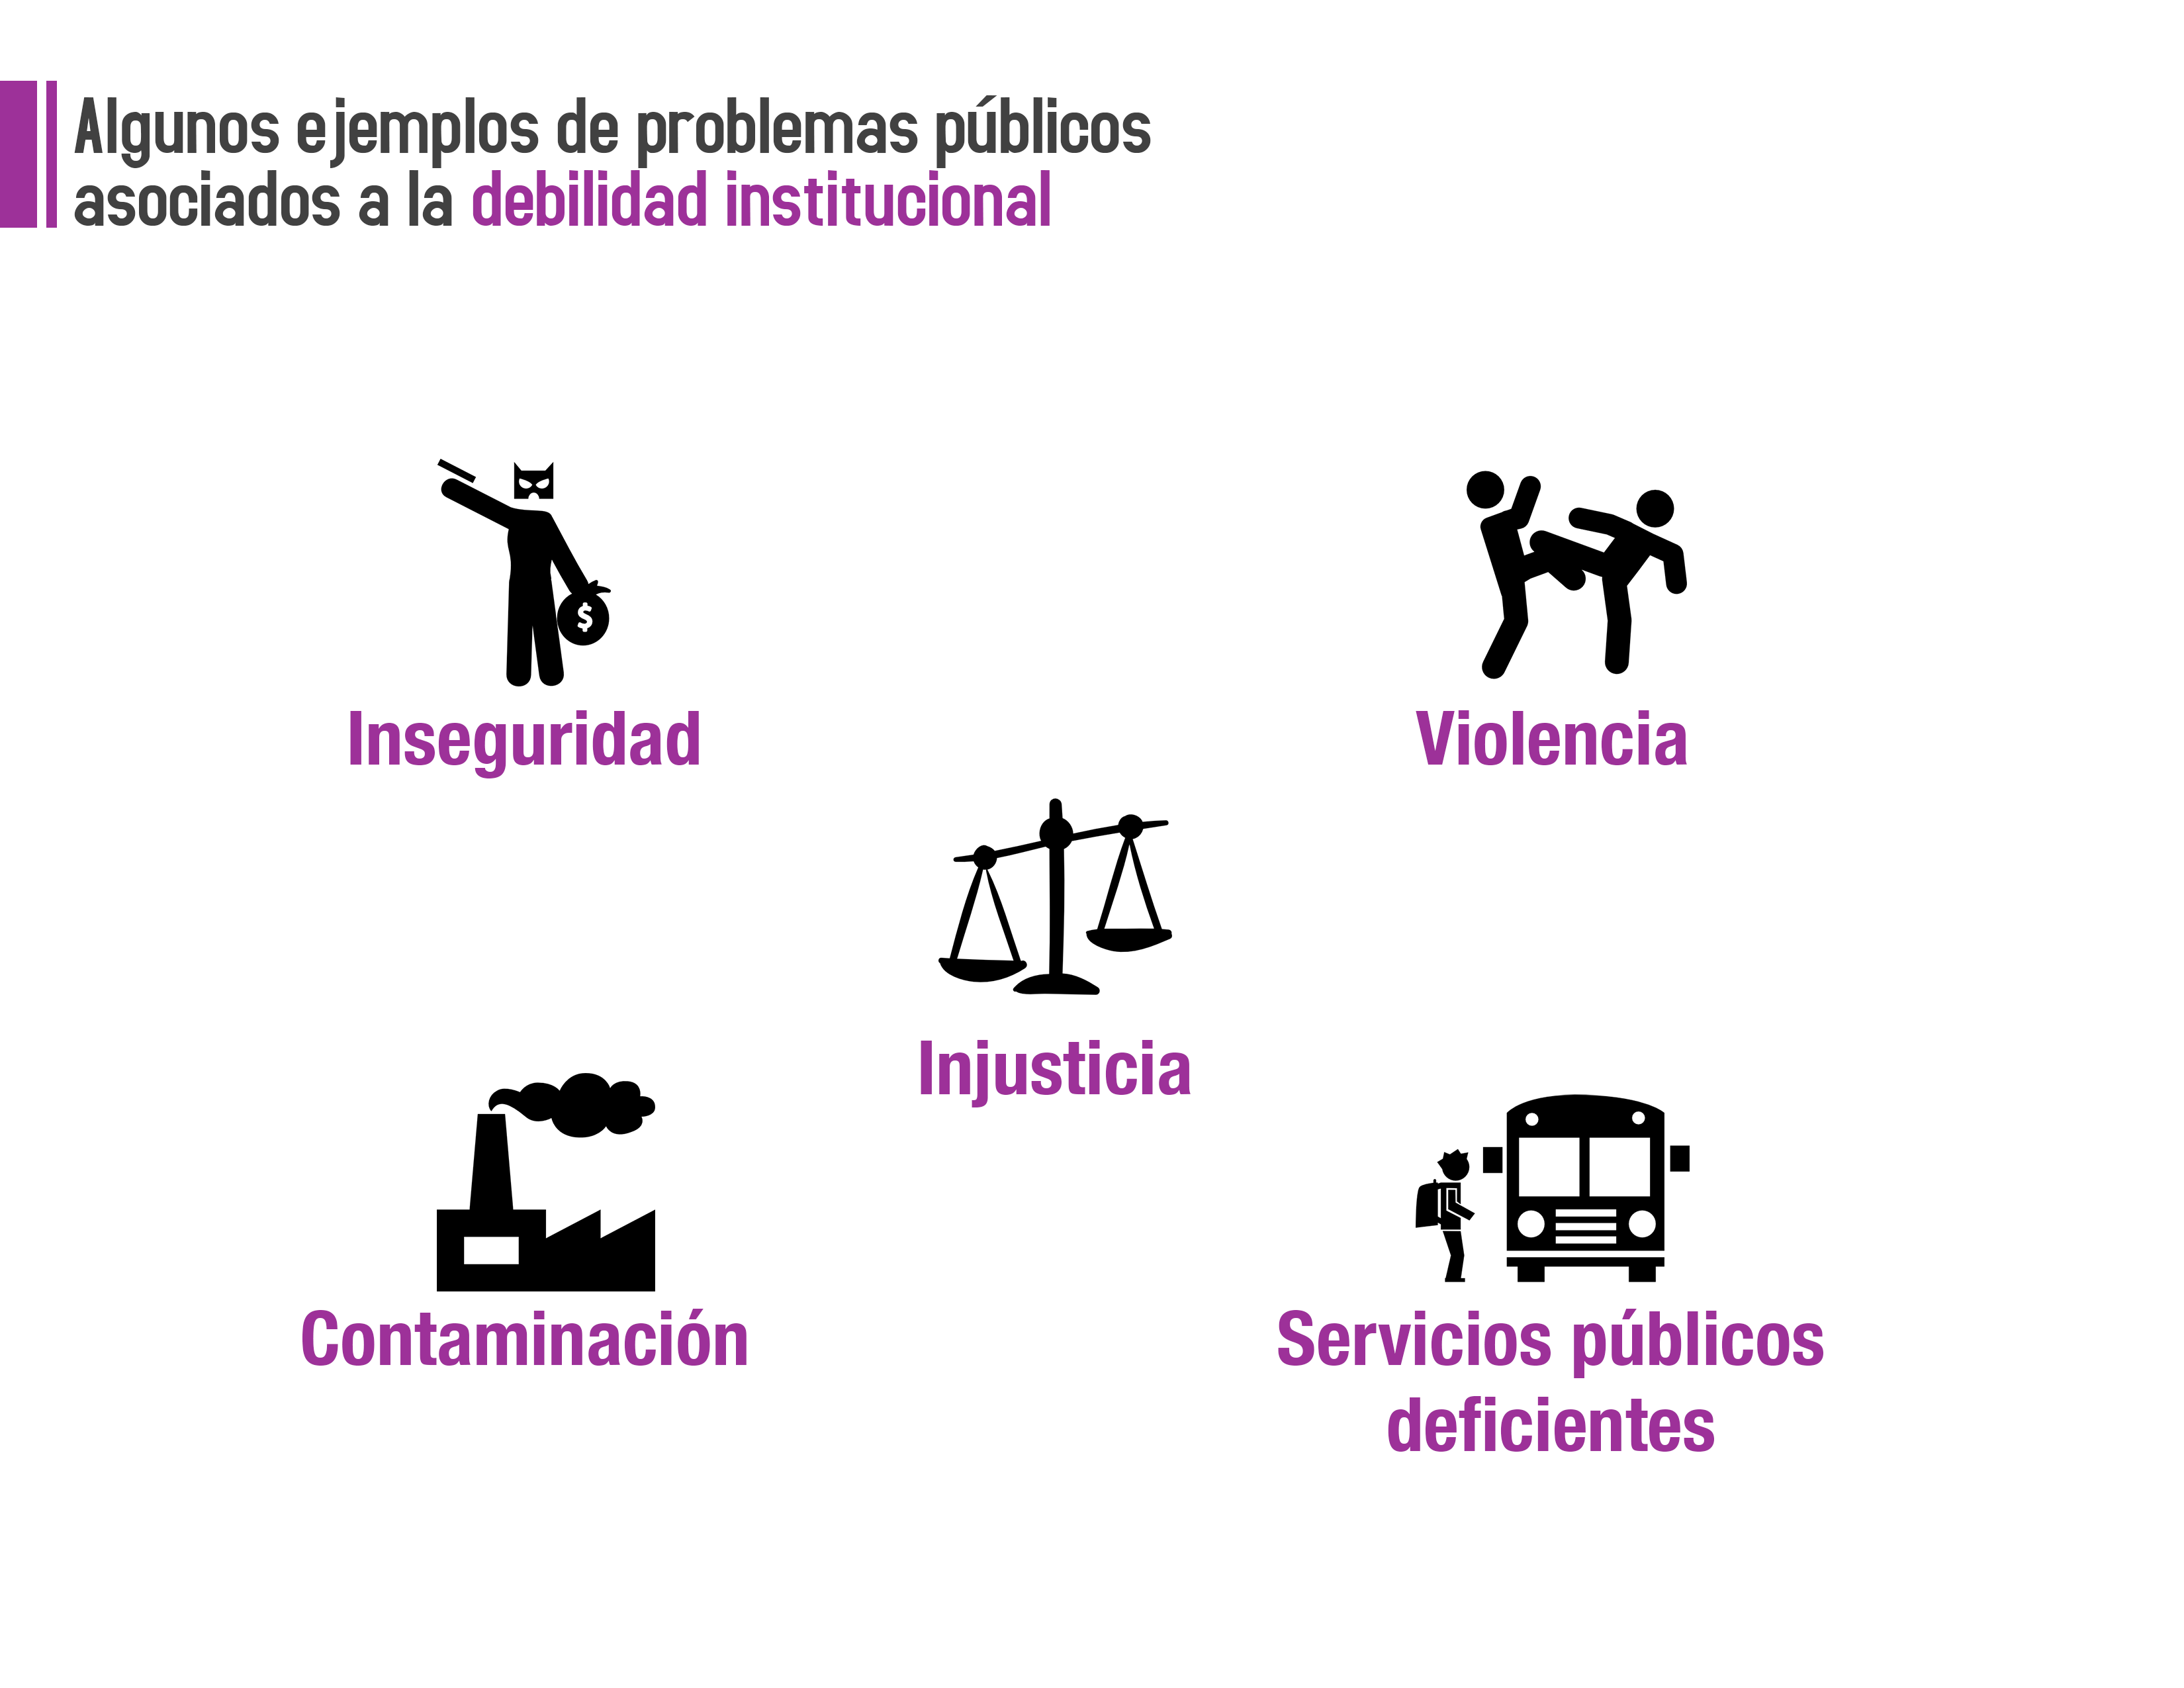 Algunos ejemplos de problemas públicos
asociados a la debilidad institucional
$
Inseguridad
Violencia
Injusticia
Contaminación
Servicios públicos
deficientes